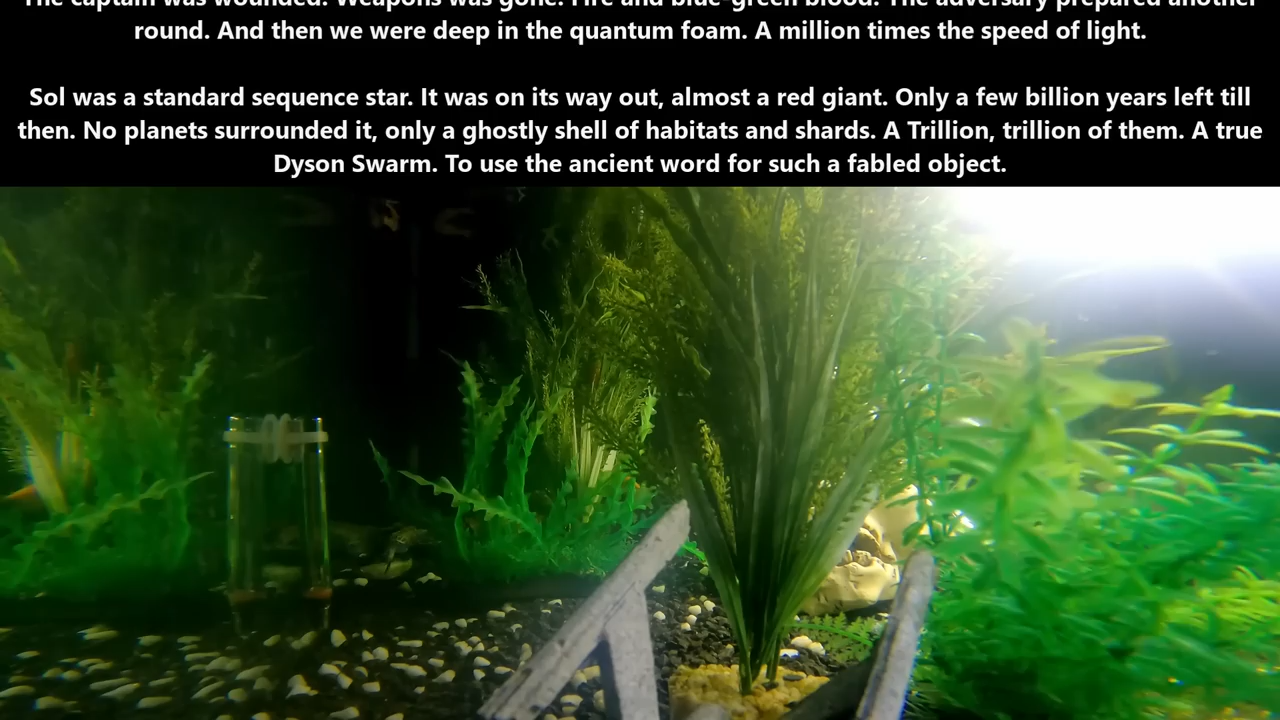 The captain was wounded. Weapons was gone. Fire and blue-green blood. The adversary prepared another
round. And then we were deep in the quantum foam. A million times the speed of light.
Sol was a standard sequence star. It was on its way out, almost a red giant. Only a few billion years left till
then. No planets surrounded it, only a ghostly shell of habitats and shards. A Trillion, trillion of them. A true
Dyson Swarm. To use the ancient word for such a fabled object.